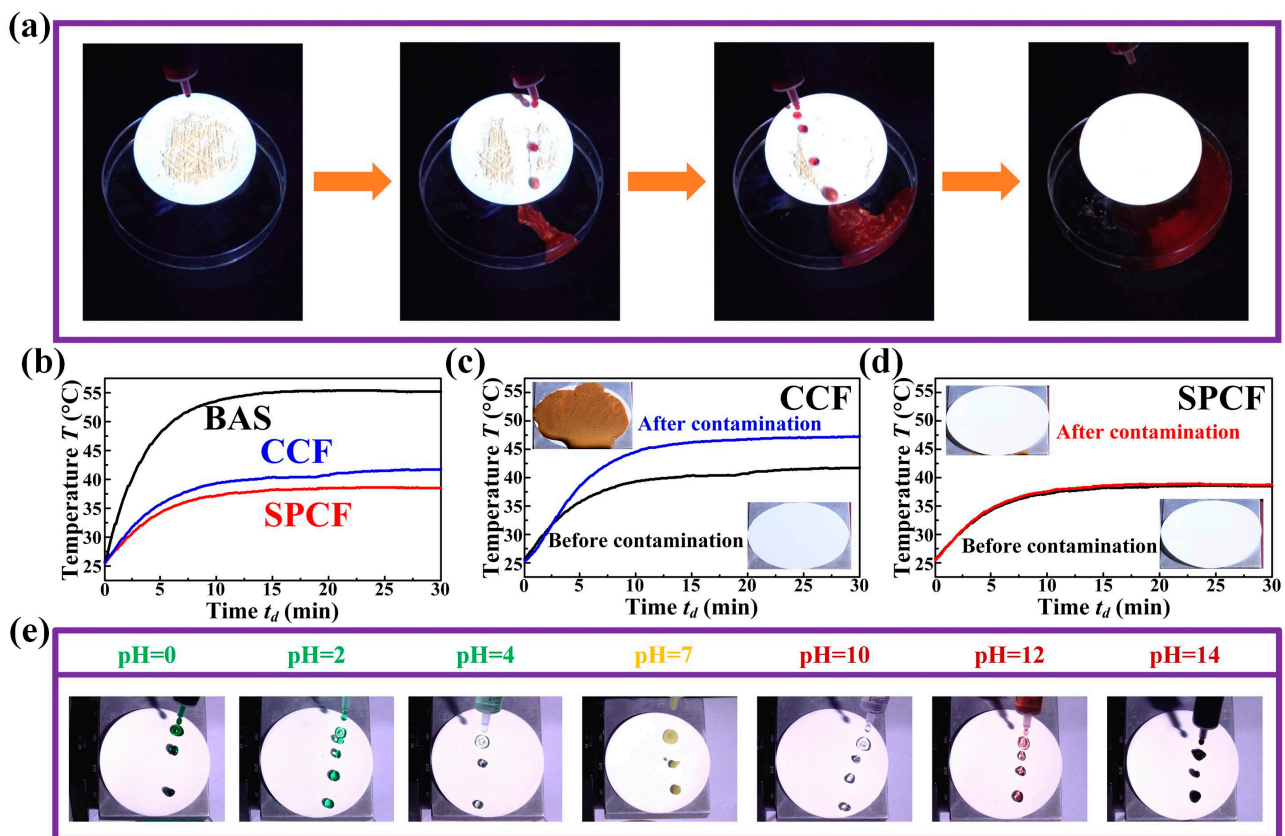 (a)
(b)
Temperature T (°C)
55
50
45
40
35
30
25
BAS
CCF
SPCF
0 5 10 15 20 25 30
Time t_d (min)
(c)
Temperature T (°C)
55
50
45
40
35
30
25
CCF
After contamination
Before contamination
0 5 10 15 20 25 30
Time t_d (min)
(d)
Temperature T (°C)
55
50
45
40
35
30
25
SPCF
After contamination
Before contamination
0 5 10 15 20 25 30
Time t_d (min)
(e)
pH=0 pH=2 pH=4 pH=7 pH=10 pH=12 pH=14